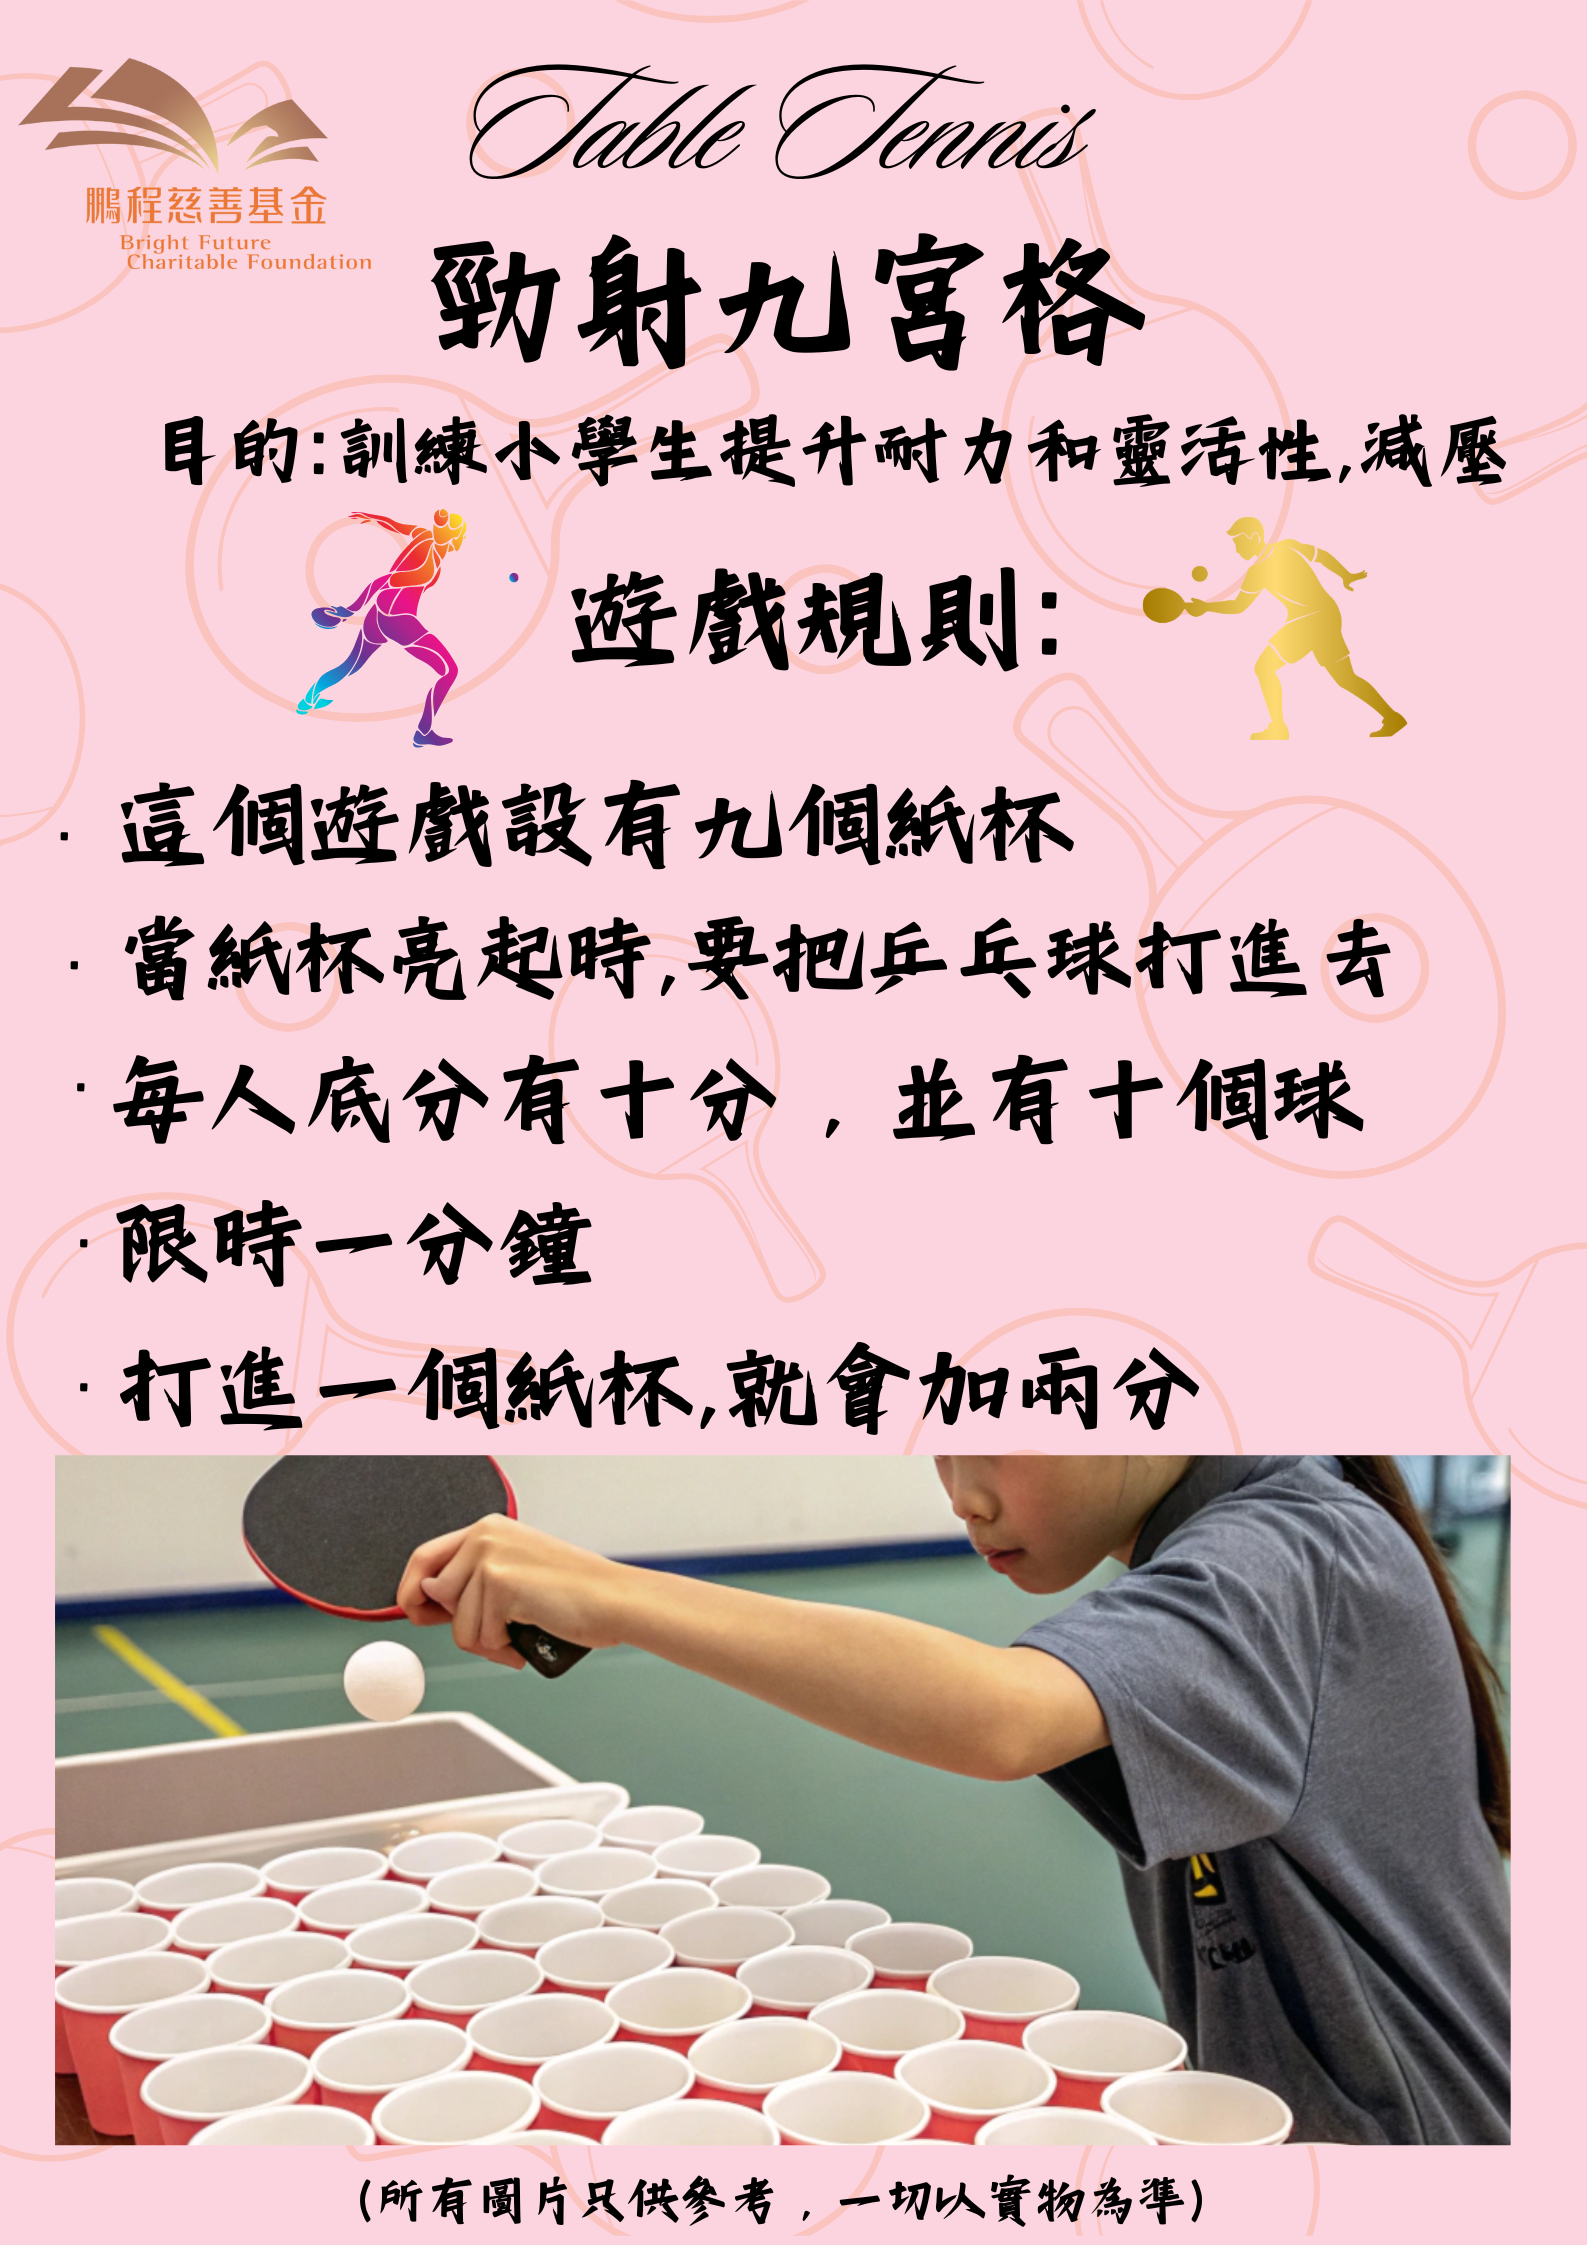 Table Tennis
鵬程慈善基金
Bright Future
Charitable Foundation
勁射九宮格
目的:訓練小學生提升耐力和靈活性,減壓
遊戲規則:
· 這個遊戲設有九個紙杯
· 當紙杯亮起時,要把乒乓球打進去
· 每人底分有十分 , 並有十個球
· 限時一分鐘
· 打進一個紙杯,就會加兩分
(所有圖片只供參考 , 一切以實物為準)